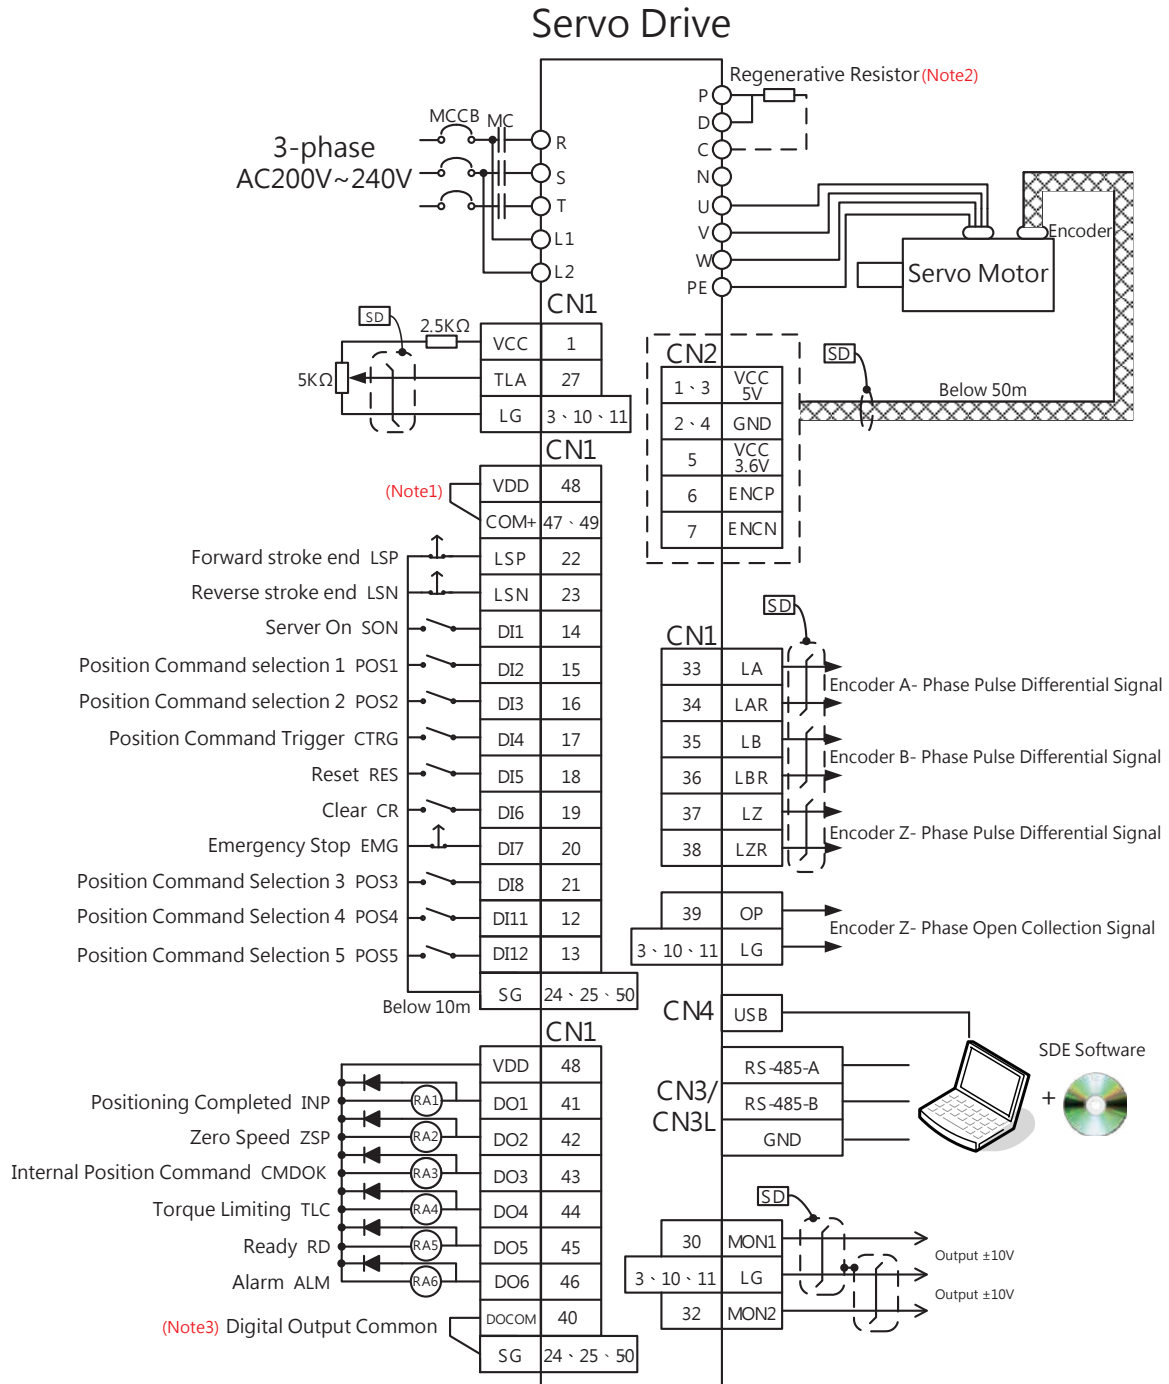 Servo Drive
Regenerative Resistor(Note2)
P
D
C
N
U
V
W
PE
MCCB
MC
3-phase
AC200V~240V
R
S
T
L1
L2
Encoder
Servo Motor
CN1
SD
2.5KΩ
5KΩ
VCC 1
TLA 27
LG 3、10、11
CN2
1、3 VCC 5V
2、4 GND
5 VCC 3.6V
6 ENCP
7 ENCN
SD
Below 50m
CN1
(Note1)
VDD 48
COM+ 47、49
Forward stroke end LSP LSP 22
Reverse stroke end LSN LSN 23
Server On SON DI1 14
Position Command selection 1 POS1 DI2 15
Position Command selection 2 POS2 DI3 16
Position Command Trigger CTRG DI4 17
Reset RES DI5 18
Clear CR DI6 19
Emergency Stop EMG DI7 20
Position Command Selection 3 POS3 DI8 21
Position Command Selection 4 POS4 DI11 12
Position Command Selection 5 POS5 DI12 13
SG 24、25、50
Below 10m
SD
CN1
33 LA
34 LAR
Encoder A- Phase Pulse Differential Signal
35 LB
36 LBR
Encoder B- Phase Pulse Differential Signal
37 LZ
38 LZR
Encoder Z- Phase Pulse Differential Signal
39 OP
3、10、11 LG
Encoder Z- Phase Open Collection Signal
CN4 USB
CN3/
CN3L
RS-485-A
RS-485-B
GND
SDE Software
+
CN1
VDD 48
Positioning Completed INP RA1 DO1 41
Zero Speed ZSP RA2 DO2 42
Internal Position Command CMDOK RA3 DO3 43
Torque Limiting TLC RA4 DO4 44
Ready RD RA5 DO5 45
Alarm ALM RA6 DO6 46
(Note3) Digital Output Common DOCOM 40
SG 24、25、50
SD
30 MON1
3、10、11 LG
32 MON2
Output ±10V
Output ±10V